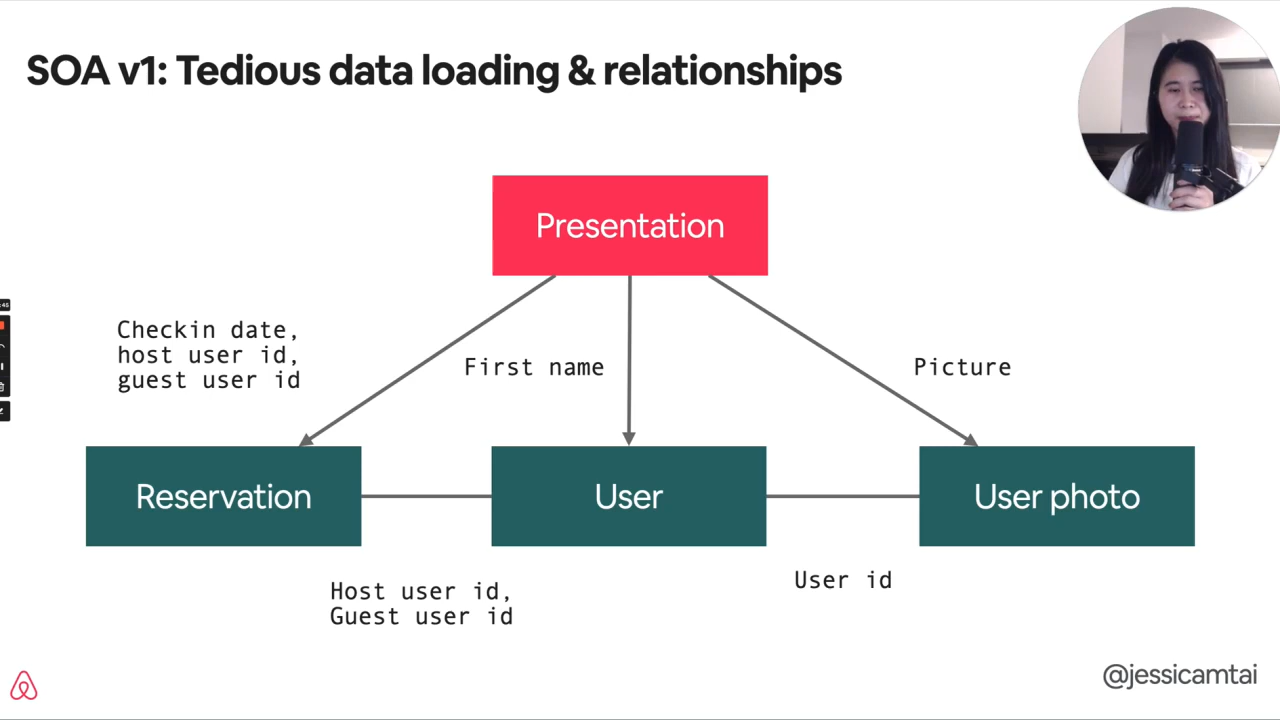 SOA v1: Tedious data loading & relationships
Presentation
Checkin date,
host user id,
guest user id
First name
Picture
Reservation
User
User photo
Host user id,
Guest user id
User id
@jessicamtai